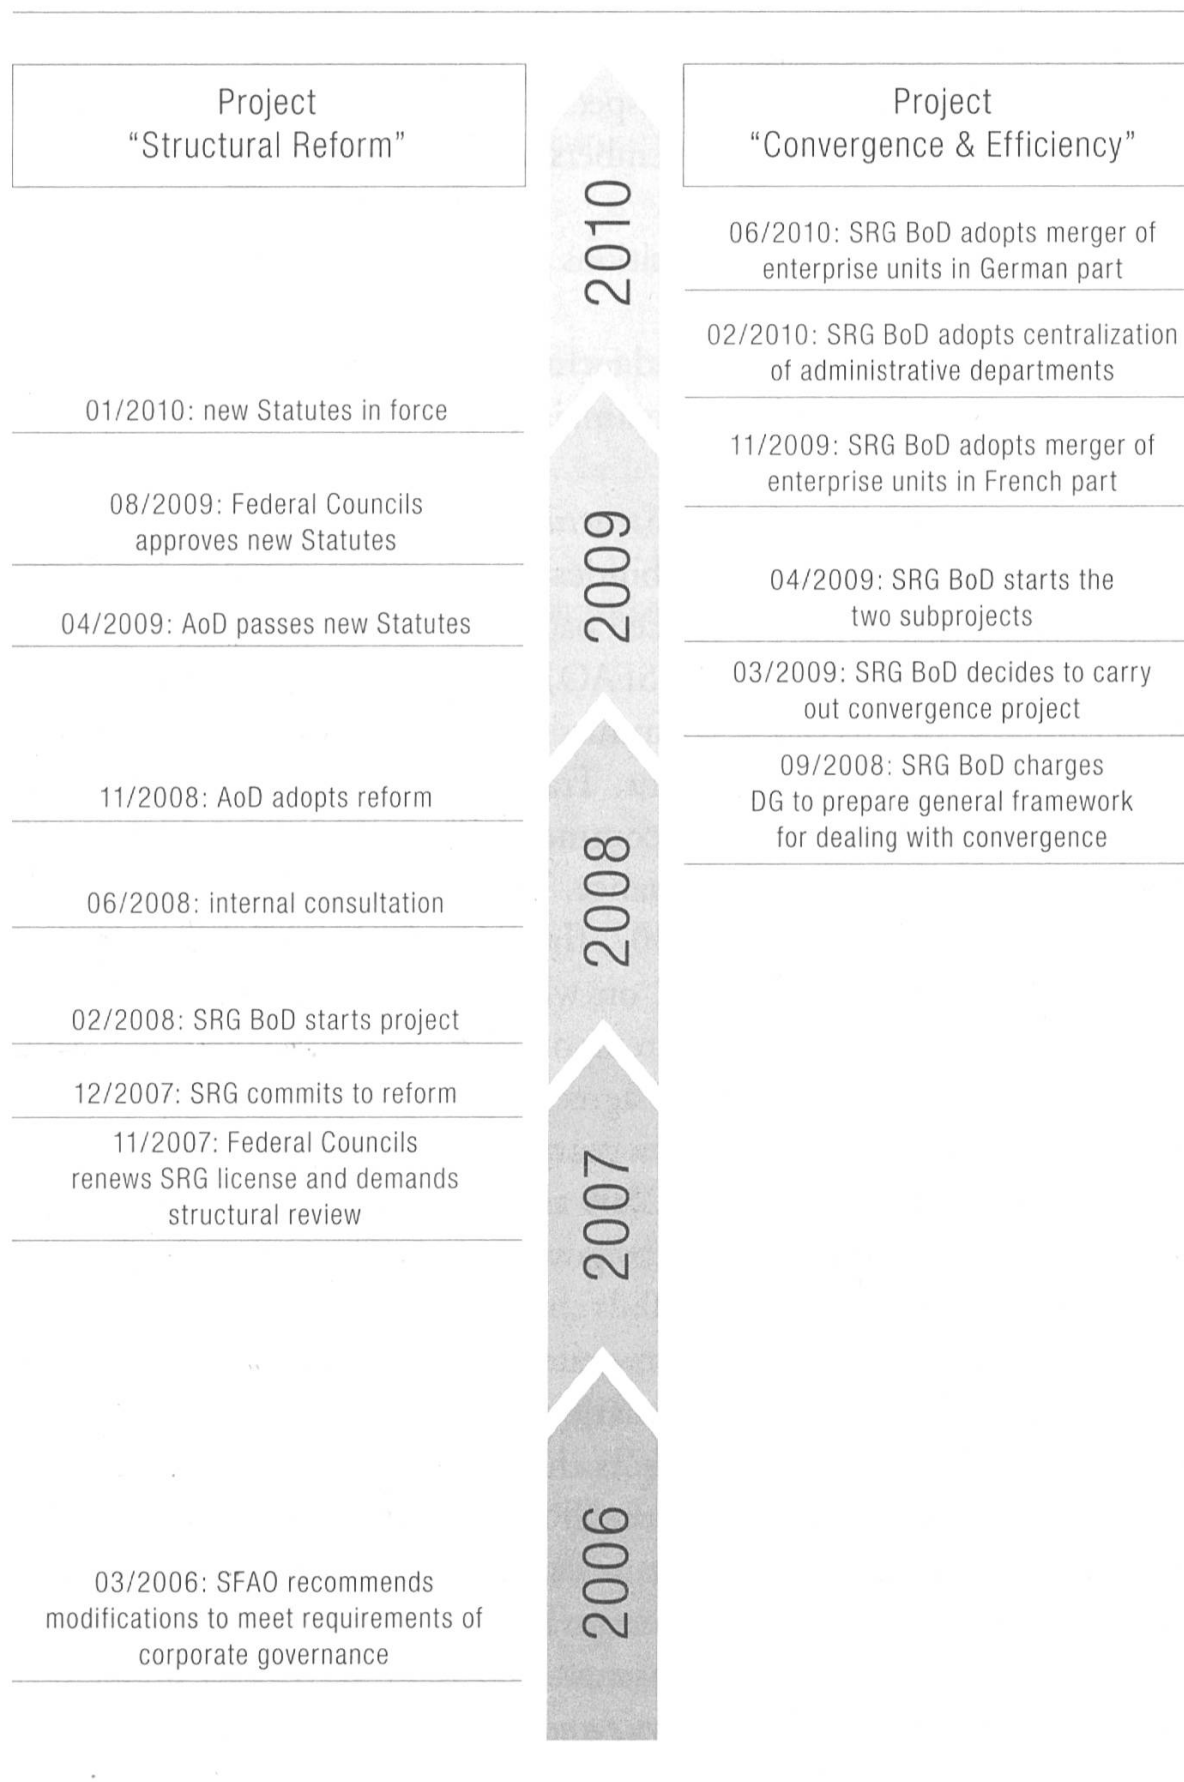 Project
“Structural Reform”
01/2010: new Statutes in force
08/2009: Federal Councils
approves new Statutes
04/2009: AoD passes new Statutes
11/2008: AoD adopts reform
06/2008: internal consultation
02/2008: SRG BoD starts project
12/2007: SRG commits to reform
11/2007: Federal Councils
renews SRG license and demands
structural review
03/2006: SFAO recommends
modifications to meet requirements of
corporate governance
2010
2009
2008
2007
2006
Project
“Convergence & Efficiency”
06/2010: SRG BoD adopts merger of
enterprise units in German part
02/2010: SRG BoD adopts centralization
of administrative departments
11/2009: SRG BoD adopts merger of
enterprise units in French part
04/2009: SRG BoD starts the
two subprojects
03/2009: SRG BoD decides to carry
out convergence project
09/2008: SRG BoD charges
DG to prepare general framework
for dealing with convergence